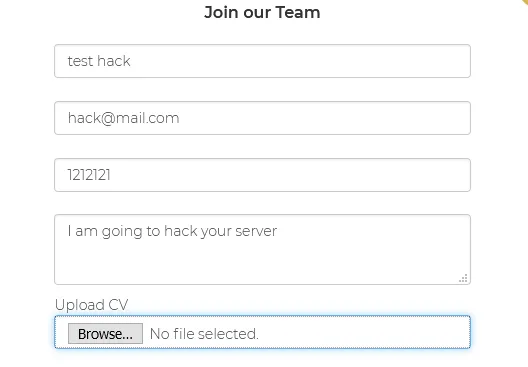 Join our Team
test hack
hack@mail.com
1212121
I am going to hack your server
Upload CV
Browse... No file selected.